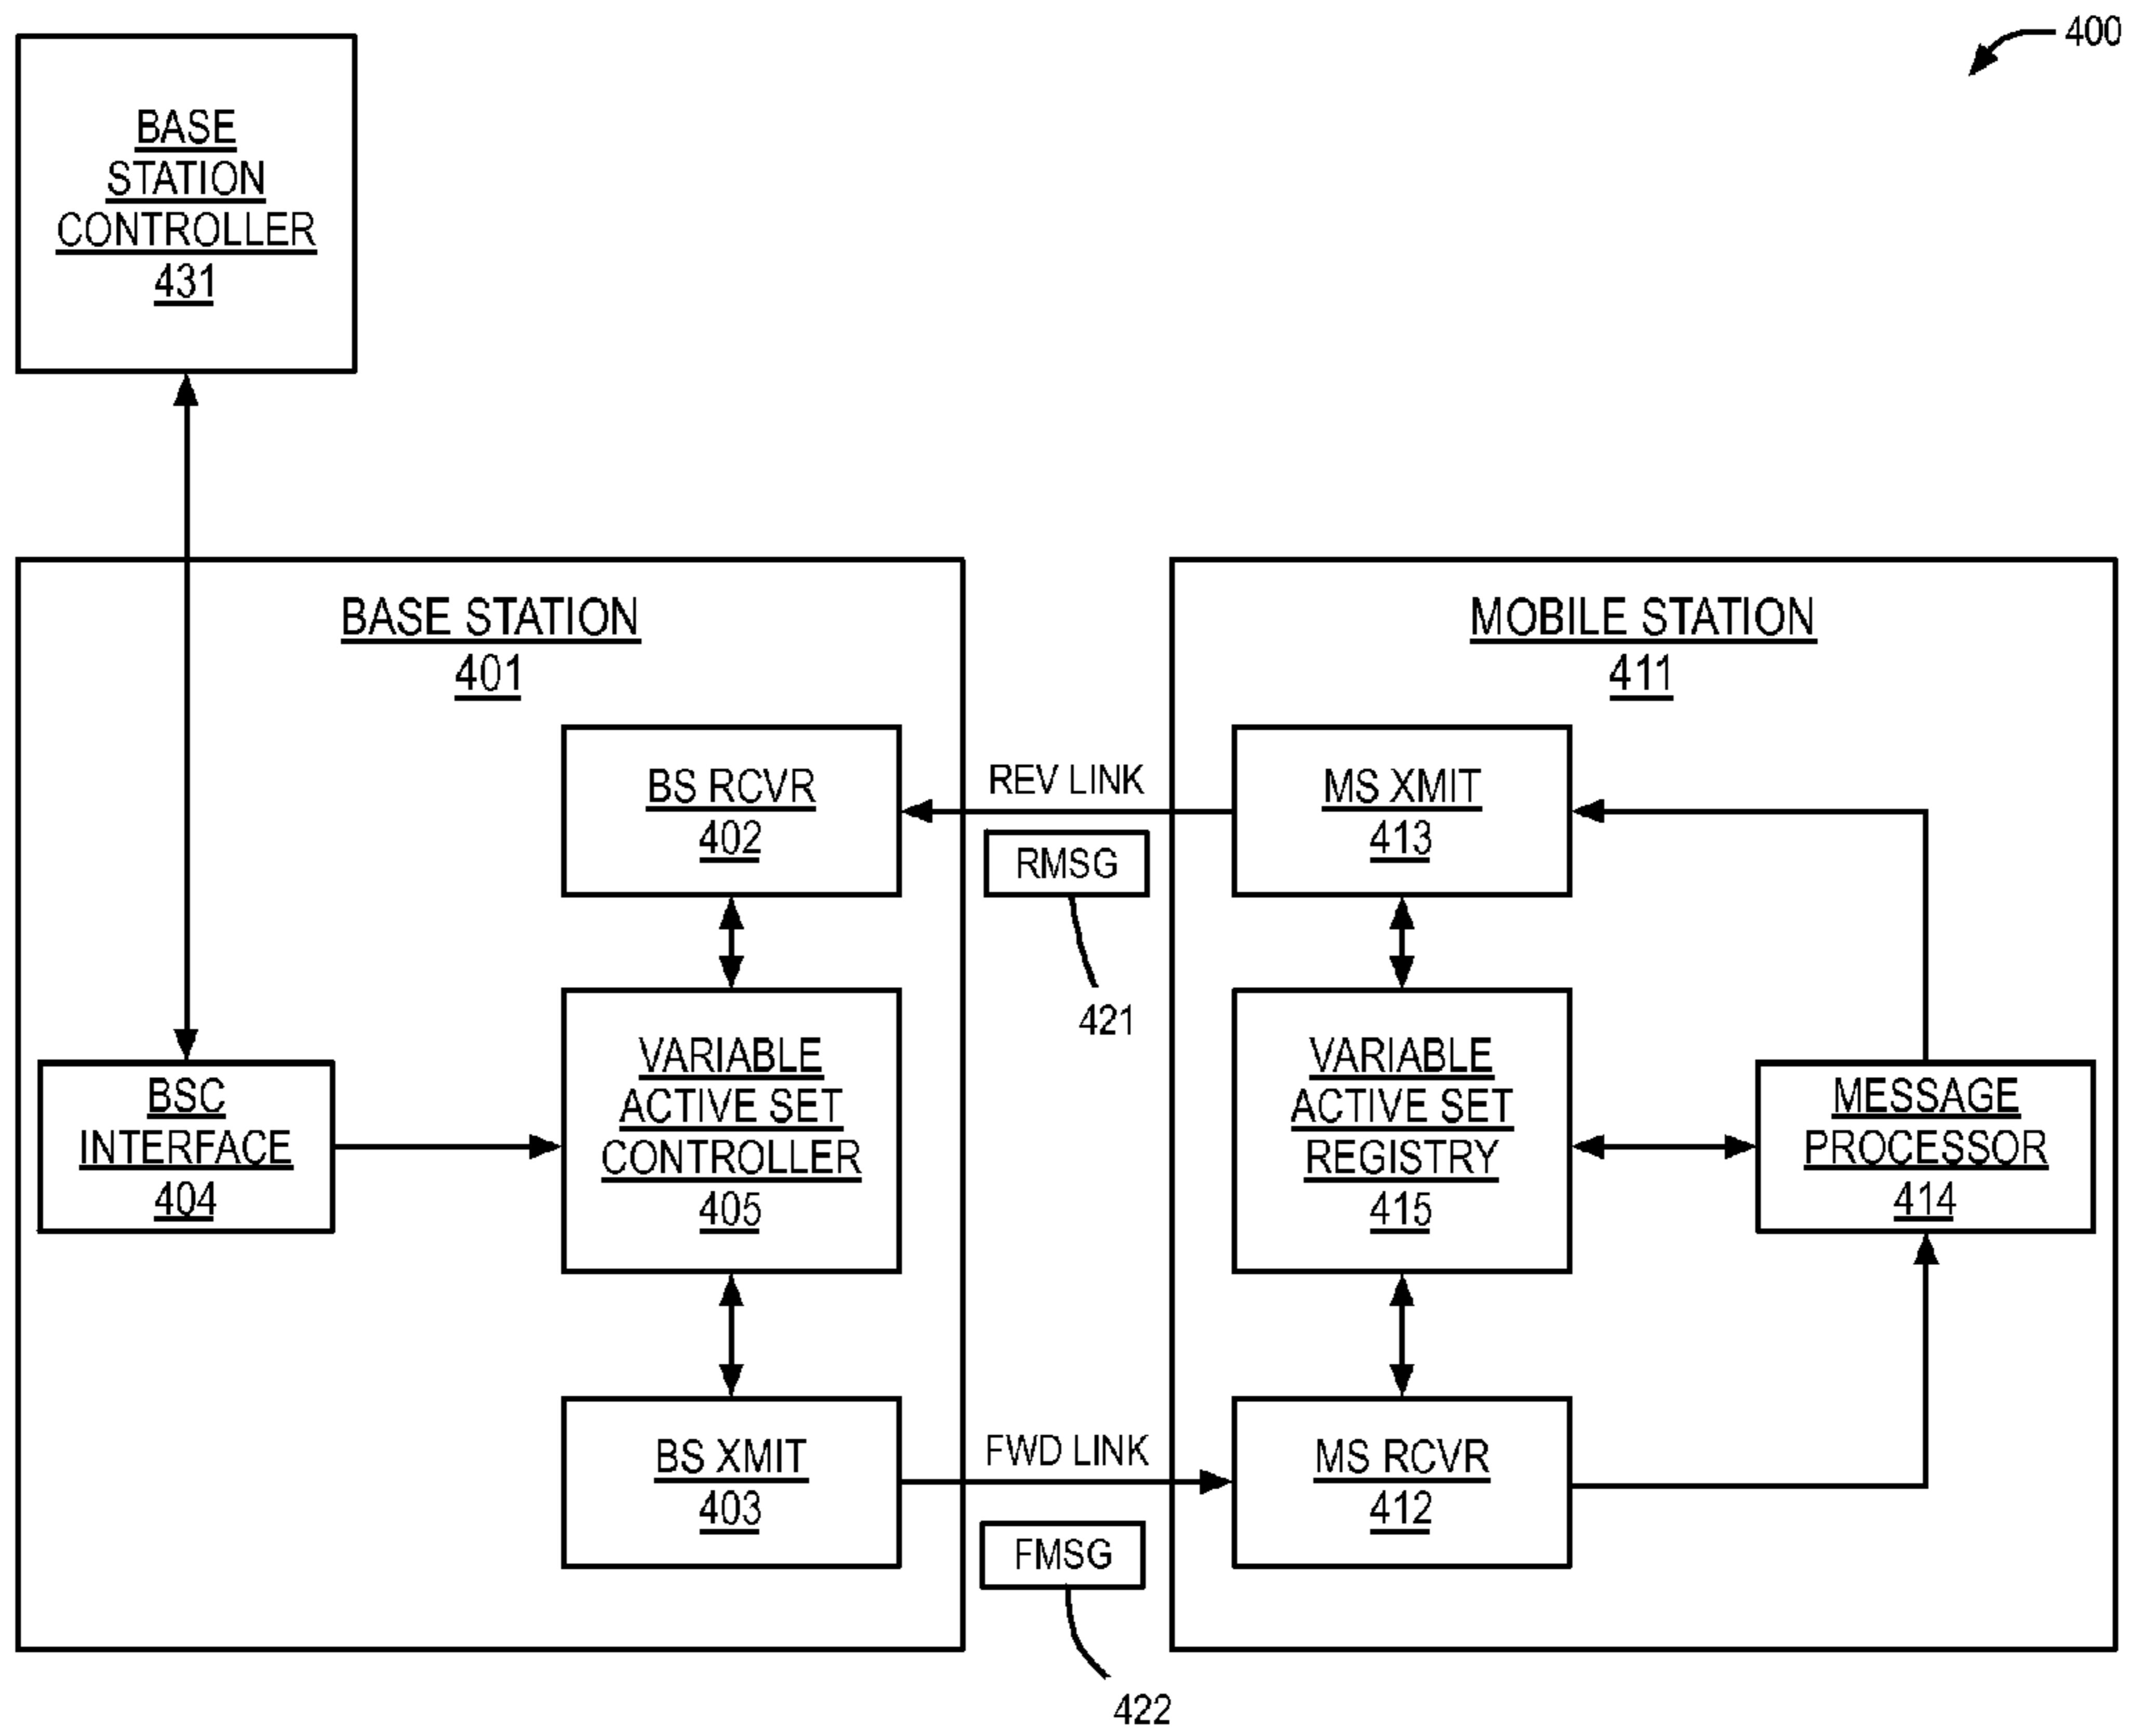 400
BASE
STATION
CONTROLLER
431
BASE STATION
401
MOBILE STATION
411
BS RCVR
402
REV LINK
RMSG
421
MS XMIT
413
BSC
INTERFACE
404
VARIABLE
ACTIVE SET
CONTROLLER
405
VARIABLE
ACTIVE SET
REGISTRY
415
MESSAGE
PROCESSOR
414
BS XMIT
403
FWD LINK
FMSG
422
MS RCVR
412